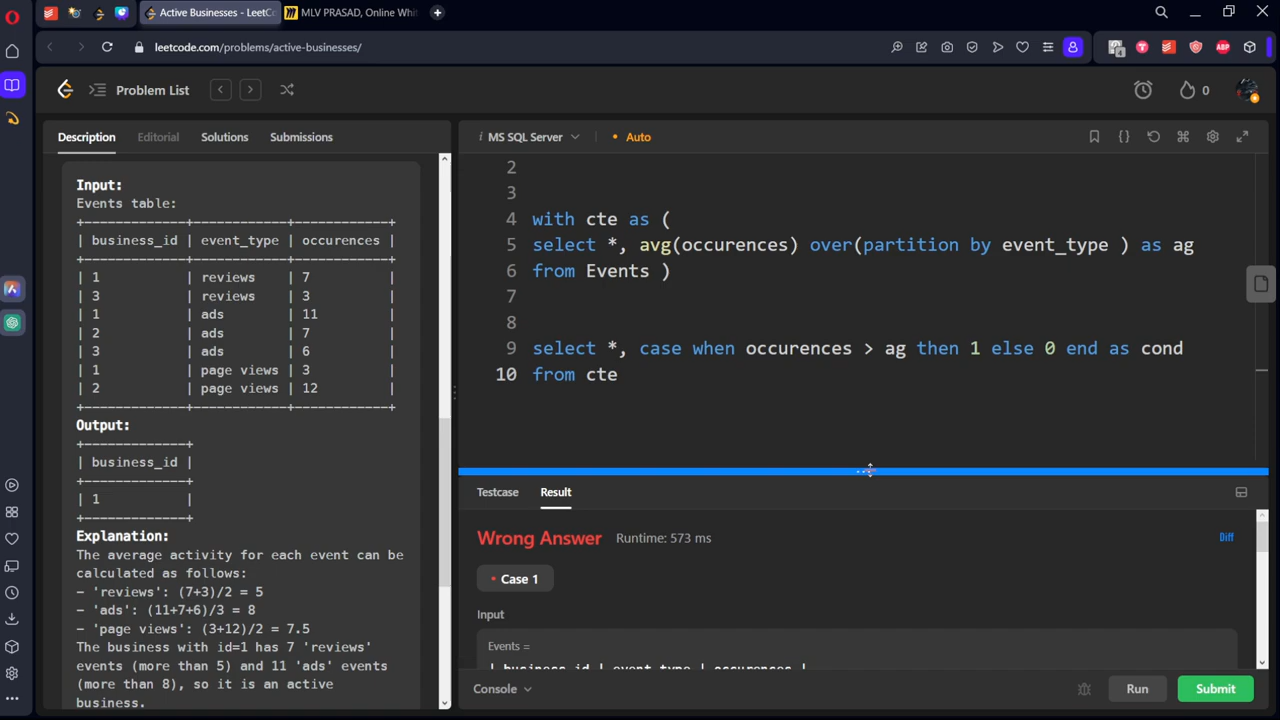 Active Businesses - LeetCo
MLV PRASAD, Online Whit
leetcode.com/problems/active-businesses/
Problem List
0
Description
Editorial
Solutions
Submissions
Input:
Events table:
+-------------+------------+------------+
| business_id | event_type | occurences |
+-------------+------------+------------+
| 1 | reviews | 7 |
| 3 | reviews | 3 |
| 1 | ads | 11 |
| 2 | ads | 7 |
| 3 | ads | 6 |
| 1 | page views | 3 |
| 2 | page views | 12 |
+-------------+------------+------------+
Output:
+-------------+
| business_id |
+-------------+
| 1 |
+-------------+
Explanation:
The average activity for each event can be
calculated as follows:
- 'reviews': (7+3)/2 = 5
- 'ads': (11+7+6)/3 = 8
- 'page views': (3+12)/2 = 7.5
The business with id=1 has 7 'reviews'
events (more than 5) and 11 'ads' events
(more than 8), so it is an active
business.
MS SQL Server
Auto
2
3
4 with cte as (
5 select *, avg(occurences) over(partition by event_type ) as ag
6 from Events )
7
8
9 select *, case when occurences > ag then 1 else 0 end as cond
10 from cte
Testcase
Result
Wrong Answer
Runtime: 573 ms
Diff
Case 1
Input
Events =
| business_id | event_type | occurences |
Console
Run
Submit